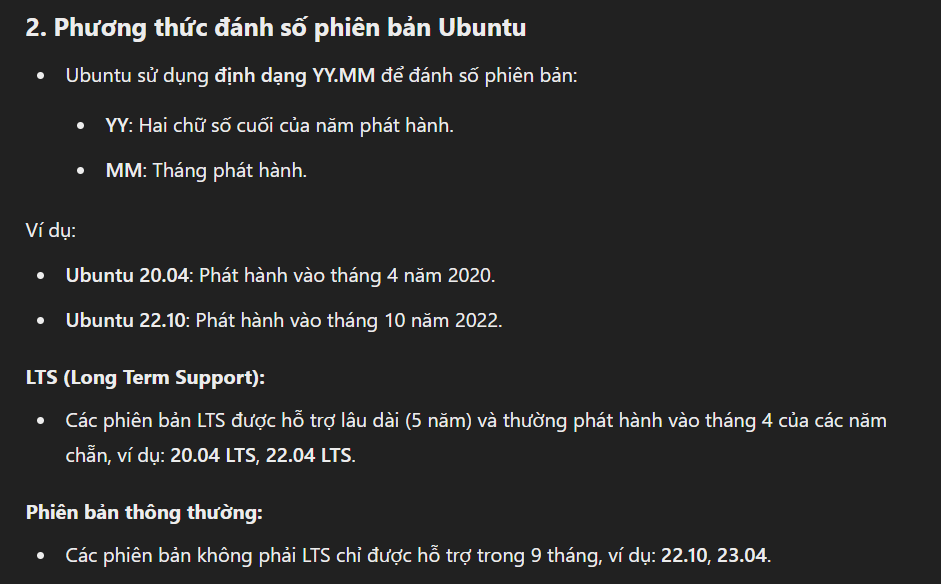 2. Phương thức đánh số phiên bản Ubuntu
• Ubuntu sử dụng định dạng YY.MM để đánh số phiên bản:
• YY: Hai chữ số cuối của năm phát hành.
• MM: Tháng phát hành.
Ví dụ:
• Ubuntu 20.04: Phát hành vào tháng 4 năm 2020.
• Ubuntu 22.10: Phát hành vào tháng 10 năm 2022.
LTS (Long Term Support):
• Các phiên bản LTS được hỗ trợ lâu dài (5 năm) và thường phát hành vào tháng 4 của các năm
chẵn, ví dụ: 20.04 LTS, 22.04 LTS.
Phiên bản thông thường:
• Các phiên bản không phải LTS chỉ được hỗ trợ trong 9 tháng, ví dụ: 22.10, 23.04.